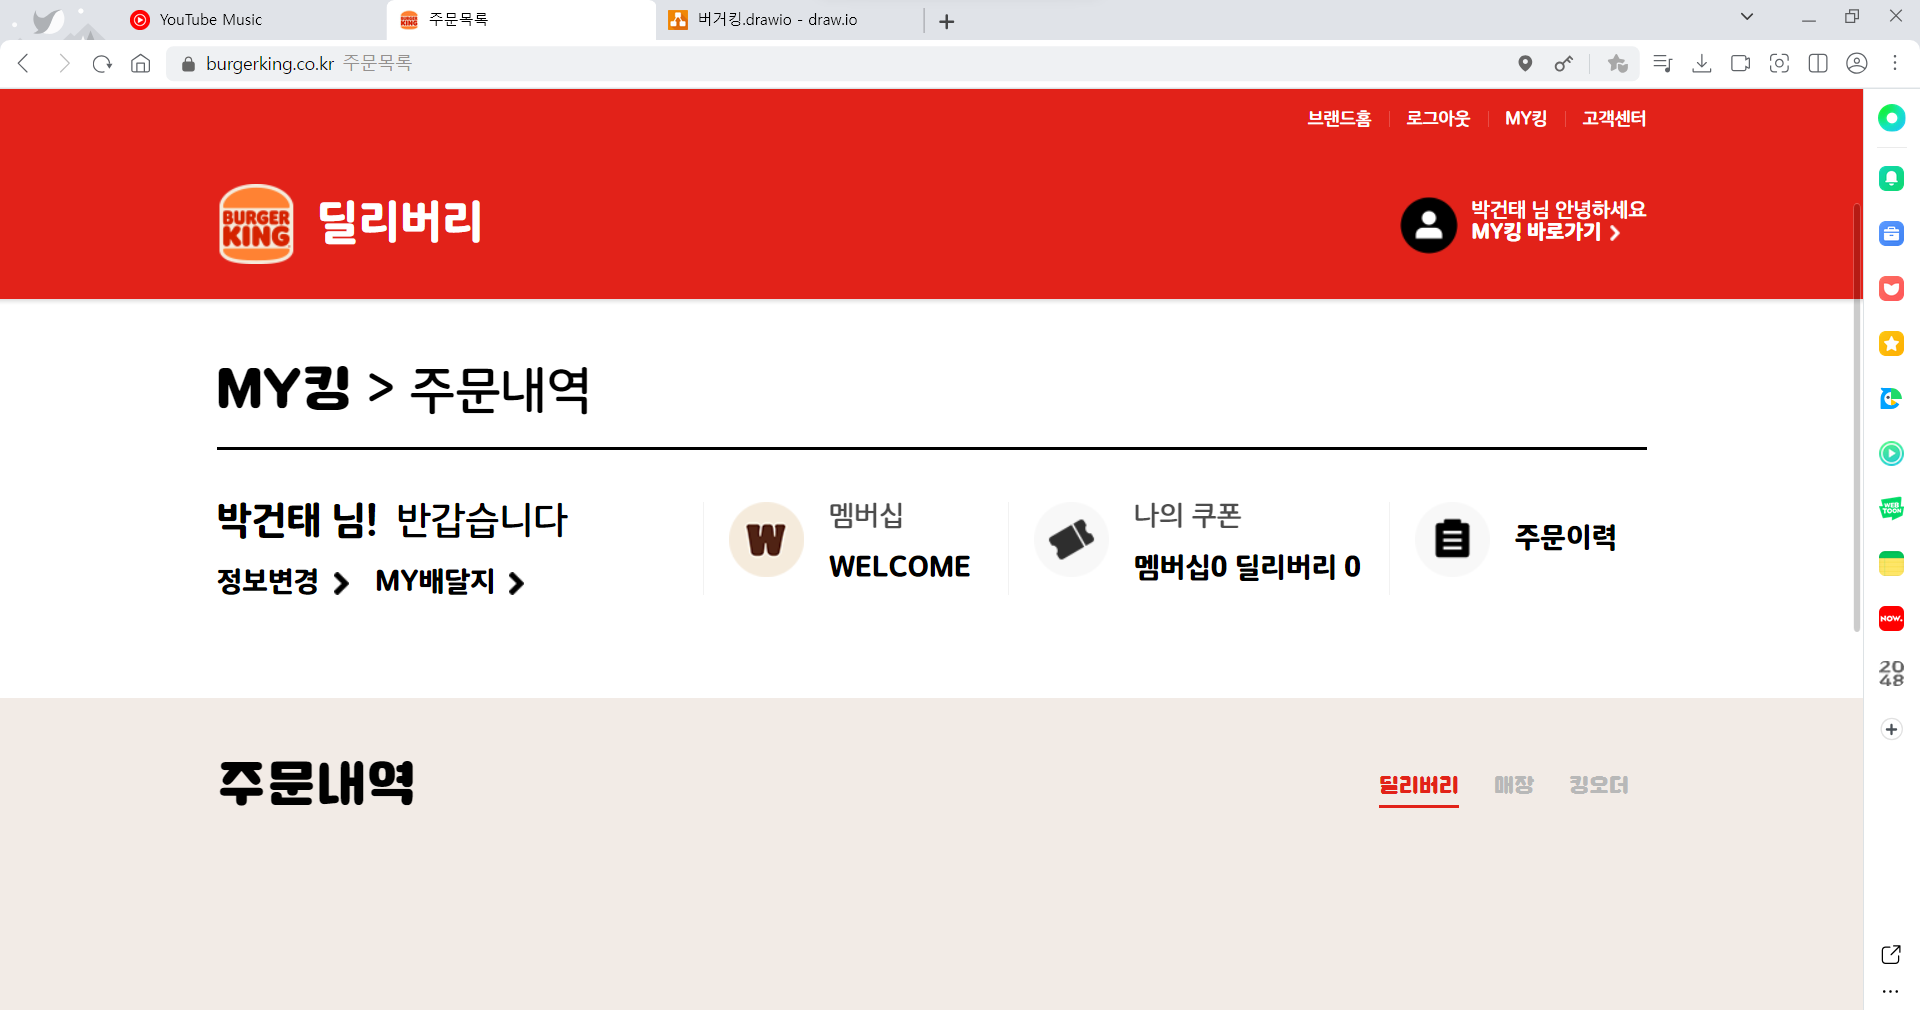 YouTube Music
주문목록
버거킹.drawio - draw.io
burgerking.co.kr 주문목록
브랜드홈 로그아웃 MY킹 고객센터
BURGER KING
딜리버리
박건태 님 안녕하세요
MY킹 바로가기
MY킹 > 주문내역
박건태 님! 반갑습니다
정보변경 MY배달지
W
멤버십
WELCOME
나의 쿠폰
멤버십0 딜리버리 0
주문이력
주문내역
딜리버리 매장 킹오더
WEB TOON
NOW.
20
48